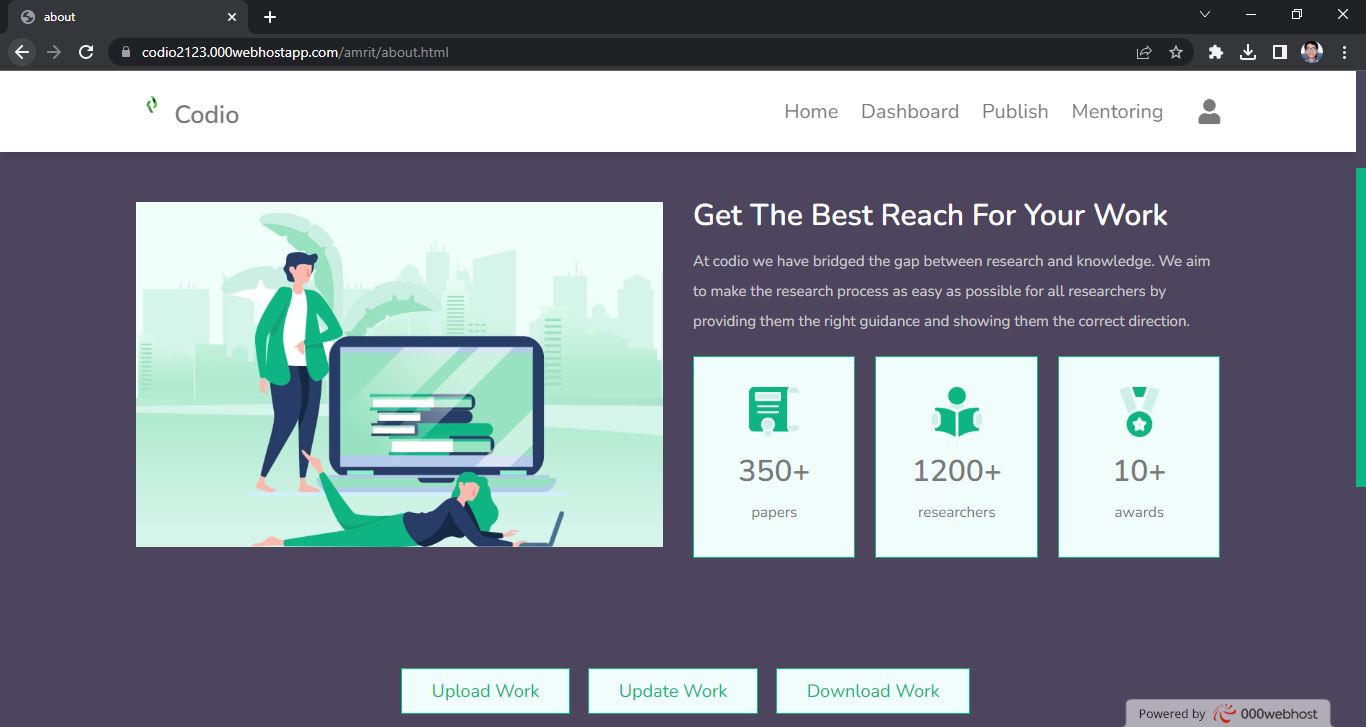 about
codio2123.000webhostapp.com/amrit/about.html
Codio
Home Dashboard Publish Mentoring
Get The Best Reach For Your Work
At codio we have bridged the gap between research and knowledge. We aim
to make the research process as easy as possible for all researchers by
providing them the right guidance and showing them the correct direction.
350+ 1200+ 10+
papers researchers awards
Upload Work Update Work Download Work
Powered by 000webhost